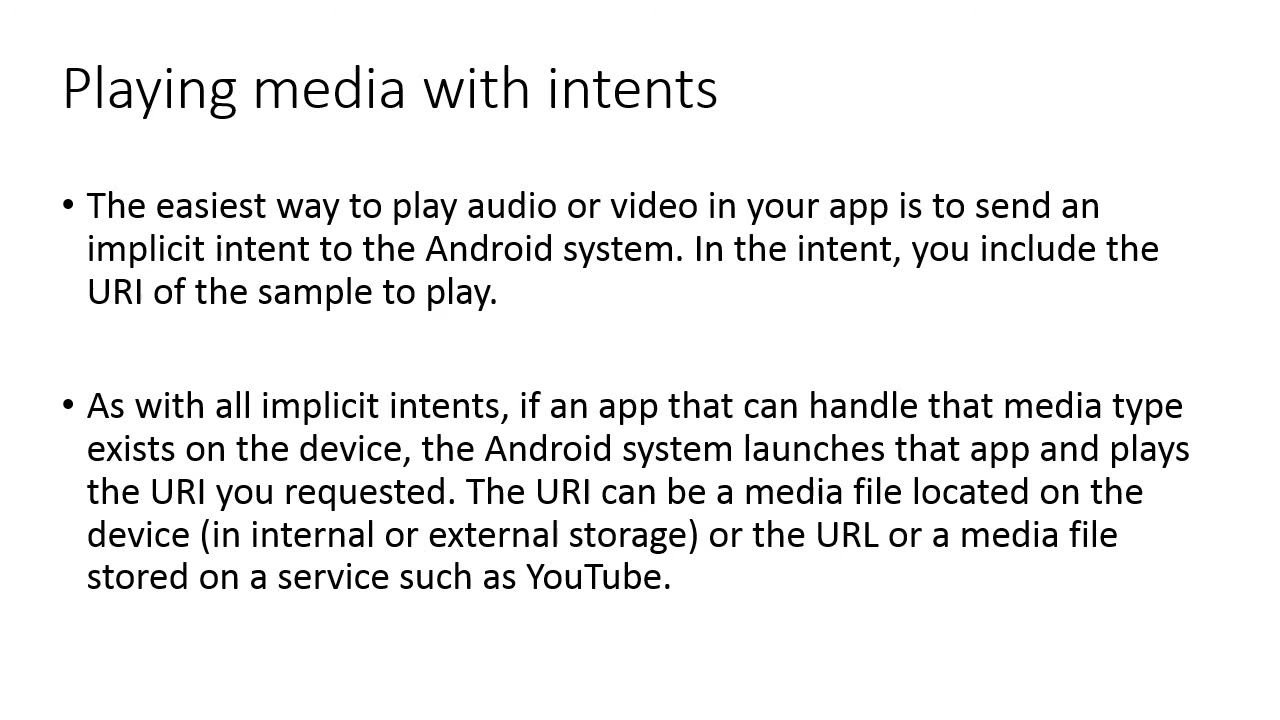 Playing media with intents
• The easiest way to play audio or video in your app is to send an
implicit intent to the Android system. In the intent, you include the
URI of the sample to play.
• As with all implicit intents, if an app that can handle that media type
exists on the device, the Android system launches that app and plays
the URI you requested. The URI can be a media file located on the
device (in internal or external storage) or the URL or a media file
stored on a service such as YouTube.